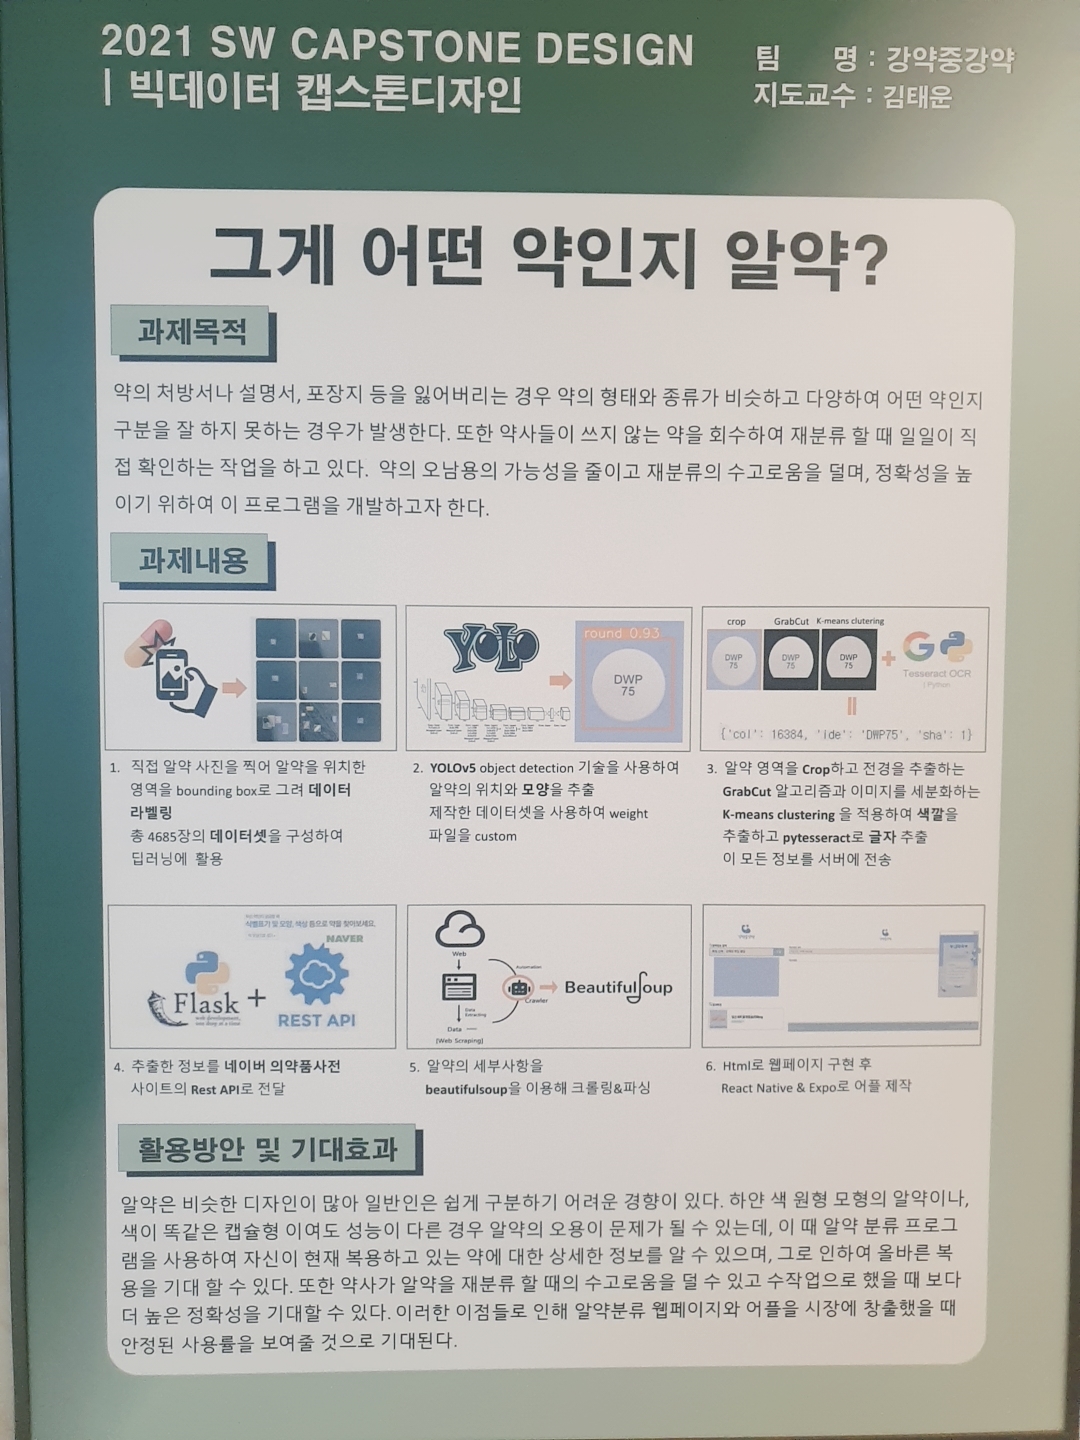 2021 SW CAPSTONE DESIGN
| 빅데이터 캡스톤디자인
팀 명 : 강약중강약
지도교수 : 김태운
그게 어떤 약인지 알약?
과제목적
약의 처방서나 설명서, 포장지 등을 잃어버리는 경우 약의 형태와 종류가 비슷하고 다양하여 어떤 약인지
구분을 잘 하지 못하는 경우가 발생한다. 또한 약사들이 쓰지 않는 약을 회수하여 재분류 할 때 일일이 직
접 확인하는 작업을 하고 있다. 약의 오남용의 가능성을 줄이고 재분류의 수고로움을 덜며, 정확성을 높
이기 위하여 이 프로그램을 개발하고자 한다.
과제내용
YOLO
round 0.93
DWP
75
crop
GrabCut
K-means clutering
DWP
75
DWP
75
DWP
75
+
Tesseract OCR
| Python
{'col': 16384, 'ide': 'DWP75', 'sha': 1}
1. 직접 알약 사진을 찍어 알약을 위치한
영역을 bounding box로 그려 데이터
라벨링
총 4685장의 데이터셋을 구성하여
딥러닝에 활용
2. YOLOv5 object detection 기술을 사용하여
알약의 위치와 모양을 추출
제작한 데이터셋을 사용하여 weight
파일을 custom
3. 알약 영역을 Crop하고 전경을 추출하는
GrabCut 알고리즘과 이미지를 세분화하는
K-means clustering 을 적용하여 색깔을
추출하고 pytesseract로 글자 추출
이 모든 정보를 서버에 전송
식별표기 및 모양, 색상 등으로 약을 찾아보세요.
NAVER
Flask
web development,
one drop at a time
+
REST API
Web
Automation
Crawler
Data
Extracting
Data
[Web Scraping]
BeautifulSoup
4. 추출한 정보를 네이버 의약품사전
사이트의 Rest API로 전달
5. 알약의 세부사항을
beautifulsoup을 이용해 크롤링&파싱
6. Html로 웹페이지 구현 후
React Native & Expo로 어플 제작
활용방안 및 기대효과
알약은 비슷한 디자인이 많아 일반인은 쉽게 구분하기 어려운 경향이 있다. 하얀 색 원형 모형의 알약이나,
색이 똑같은 캡슐형 이여도 성능이 다른 경우 알약의 오용이 문제가 될 수 있는데, 이 때 알약 분류 프로그
램을 사용하여 자신이 현재 복용하고 있는 약에 대한 상세한 정보를 알 수 있으며, 그로 인하여 올바른 복
용을 기대 할 수 있다. 또한 약사가 알약을 재분류 할 때의 수고로움을 덜 수 있고 수작업으로 했을 때 보다
더 높은 정확성을 기대할 수 있다. 이러한 이점들로 인해 알약분류 웹페이지와 어플을 시장에 창출했을 때
안정된 사용률을 보여줄 것으로 기대된다.